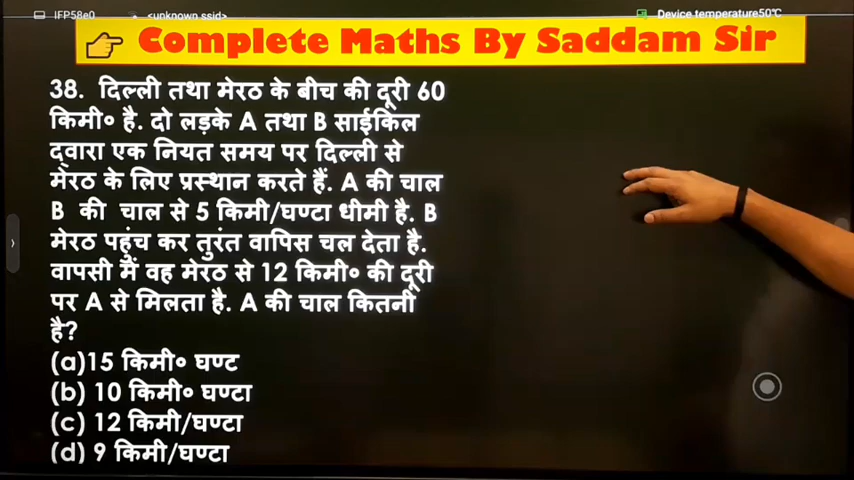 IFP58e0 <unknown ssid> Device temperature50℃
Complete Maths By Saddam Sir
38. दिल्ली तथा मेरठ के बीच की दूरी 60
किमी॰ है. दो लड़के A तथा B साईकिल
द्वारा एक नियत समय पर दिल्ली से
मेरठ के लिए प्रस्थान करते हैं. A की चाल
B की चाल से 5 किमी/घण्टा धीमी है. B
मेरठ पहुंच कर तुरंत वापिस चल देता है.
वापसी में वह मेरठ से 12 किमी॰ की दूरी
पर A से मिलता है. A की चाल कितनी
है?
(a)15 किमी॰ घण्ट
(b) 10 किमी॰ घण्टा
(c) 12 किमी/घण्टा
(d) 9 किमी/घण्टा